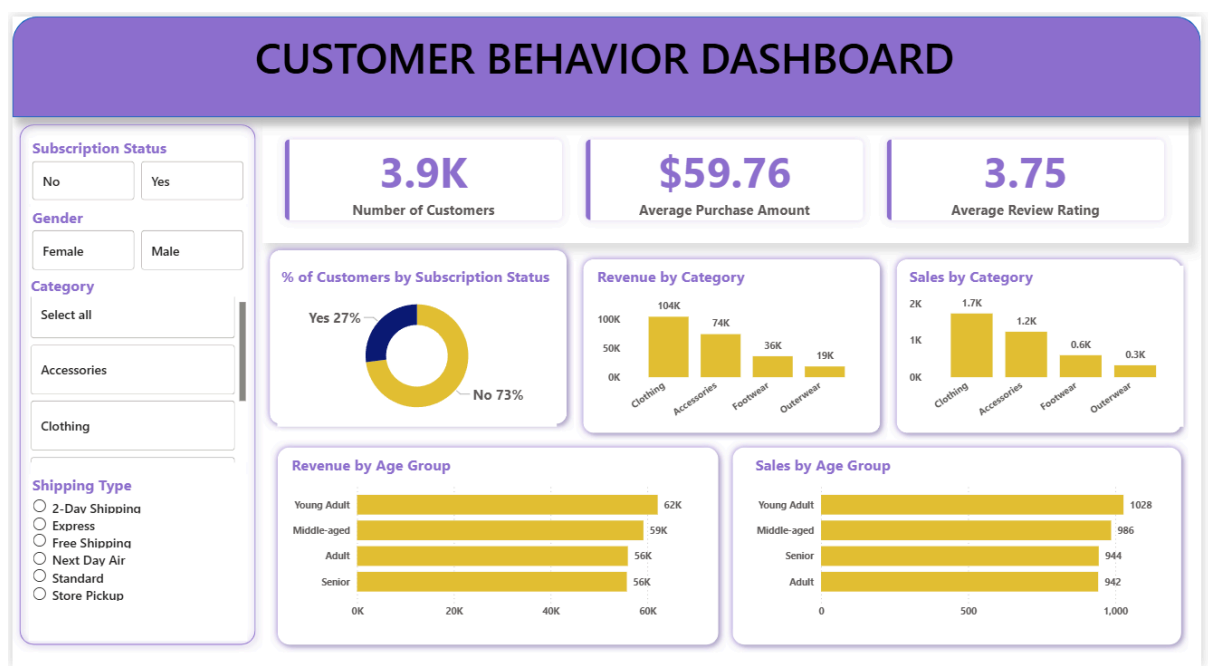 CUSTOMER BEHAVIOR DASHBOARD
Subscription Status
No
Yes
Gender
Female
Male
Category
Select all
Accessories
Clothing
Shipping Type
2-Day Shipping
Express
Free Shipping
Next Day Air
Standard
Store Pickup
3.9K
Number of Customers
$59.76
Average Purchase Amount
3.75
Average Review Rating
% of Customers by Subscription Status
Yes 27%
No 73%
Revenue by Category
104K
100K
74K
50K
36K
19K
0K
Clothing
Accessories
Footwear
Outerwear
Sales by Category
2K
1.7K
1.2K
1K
0.6K
0.3K
0K
Clothing
Accessories
Footwear
Outerwear
Revenue by Age Group
Young Adult 62K
Middle-aged 59K
Adult 56K
Senior 56K
0K 20K 40K 60K
Sales by Age Group
Young Adult 1028
Middle-aged 986
Senior 944
Adult 942
0 500 1,000